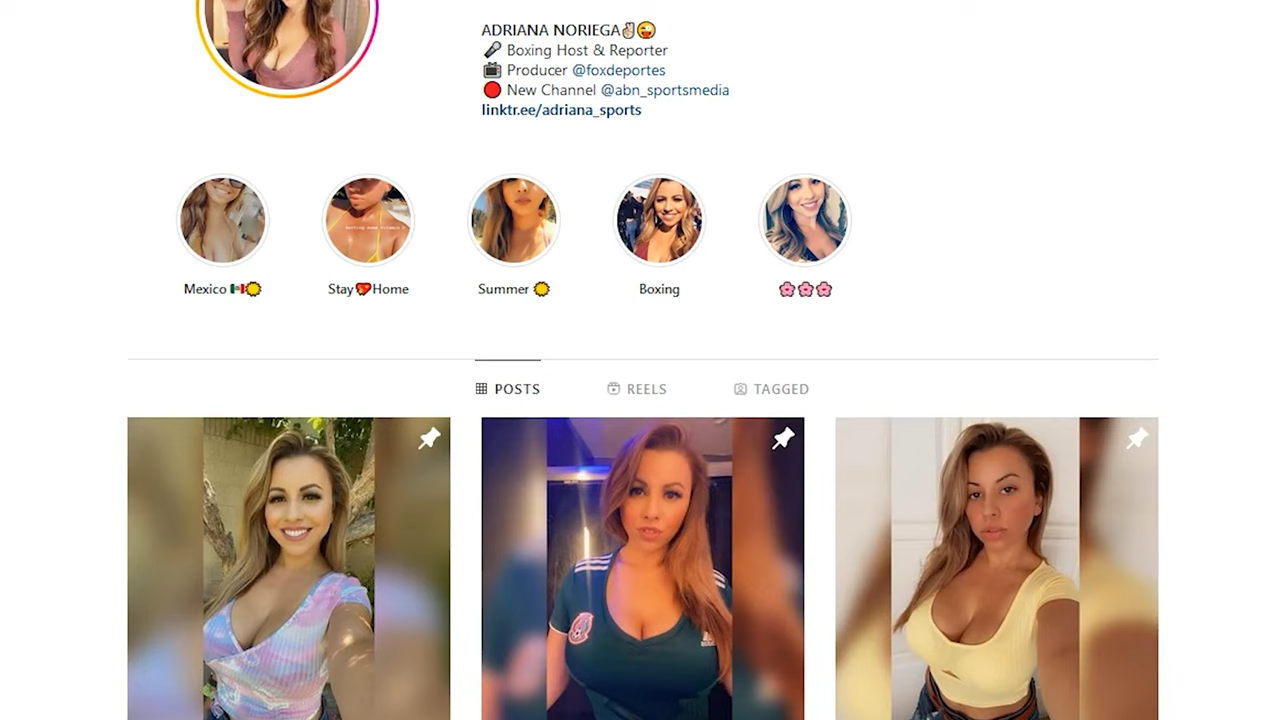 ADRIANA NORIEGA✌🏼😜
🎤 Boxing Host & Reporter
📺 Producer @foxdeportes
🔴 New Channel @abn_sportsmedia
linktr.ee/adriana_sports
Mexico 🇲🇽🌞
Stay💝Home
Summer 🌞
Boxing
🌸🌸🌸
POSTS
REELS
TAGGED